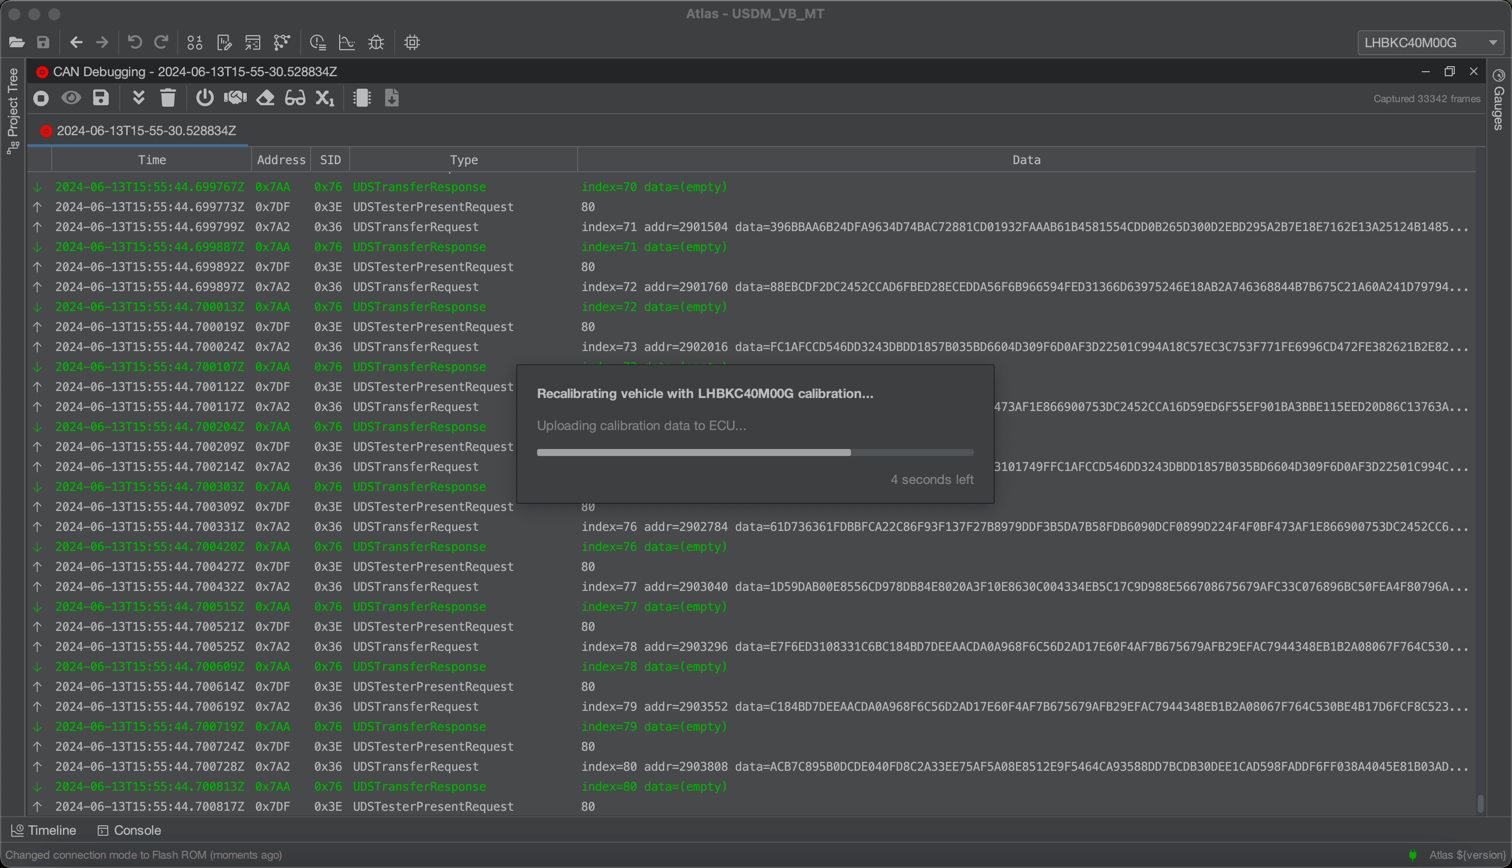 Atlas - USDM_VB_MT
LHBKC40M00G
Project Tree
CAN Debugging - 2024-06-13T15-55-30.528834Z
Gauges
Captured 33342 frames
2024-06-13T15-55-30.528834Z
Time Address SID Type Data
2024-06-13T15:55:44.699767Z 0x7AA 0x76 UDSTransferResponse index=70 data=(empty)
2024-06-13T15:55:44.699773Z 0x7DF 0x3E UDSTesterPresentRequest 80
2024-06-13T15:55:44.699799Z 0x7A2 0x36 UDSTransferRequest index=71 addr=2901504 data=396BBAA6B24DFA9634D74BAC72881CD01932FAAAB61B4581554CDD0B265D300D2EBD295A2B7E18E7162E13A25124B1485...
2024-06-13T15:55:44.699887Z 0x7AA 0x76 UDSTransferResponse index=71 data=(empty)
2024-06-13T15:55:44.699892Z 0x7DF 0x3E UDSTesterPresentRequest 80
2024-06-13T15:55:44.699897Z 0x7A2 0x36 UDSTransferRequest index=72 addr=2901760 data=88EBCDF2DC2452CCAD6FBED28ECEDDA56F6B966594FED31366D63975246E18AB2A746368844B7B675C21A60A241D79794...
2024-06-13T15:55:44.700013Z 0x7AA 0x76 UDSTransferResponse index=72 data=(empty)
2024-06-13T15:55:44.700019Z 0x7DF 0x3E UDSTesterPresentRequest 80
2024-06-13T15:55:44.700024Z 0x7A2 0x36 UDSTransferRequest index=73 addr=2902016 data=FC1AFCCD546DD3243DBDD1857B035BD6604D309F6D0AF3D22501C994A18C57EC3C753F771FE6996CD472FE382621B2E82...
2024-06-13T15:55:44.700107Z 0x7AA 0x76 UDSTransferResponse
2024-06-13T15:55:44.700112Z 0x7DF 0x3E UDSTesterPresentRequest
2024-06-13T15:55:44.700117Z 0x7A2 0x36 UDSTransferRequest 473AF1E866900753DC2452CCA16D59ED6F55EF901BA3BBE115EED20D86C13763A...
2024-06-13T15:55:44.700204Z 0x7AA 0x76 UDSTransferResponse
2024-06-13T15:55:44.700209Z 0x7DF 0x3E UDSTesterPresentRequest
2024-06-13T15:55:44.700214Z 0x7A2 0x36 UDSTransferRequest 3101749FFC1AFCCD546DD3243DBDD1857B035BD6604D309F6D0AF3D22501C994C...
2024-06-13T15:55:44.700303Z 0x7AA 0x76 UDSTransferResponse
2024-06-13T15:55:44.700309Z 0x7DF 0x3E UDSTesterPresentRequest 80
2024-06-13T15:55:44.700331Z 0x7A2 0x36 UDSTransferRequest index=76 addr=2902784 data=61D736361FDBBFCA22C86F93F137F27B8979DDF3B5DA7B58FDB6090DCF0899D224F4F0BF473AF1E866900753DC2452CC6...
2024-06-13T15:55:44.700420Z 0x7AA 0x76 UDSTransferResponse index=76 data=(empty)
2024-06-13T15:55:44.700427Z 0x7DF 0x3E UDSTesterPresentRequest 80
2024-06-13T15:55:44.700432Z 0x7A2 0x36 UDSTransferRequest index=77 addr=2903040 data=1D59DAB00E8556CD978DB84E8020A3F10E8630C004334EB5C17C9D988E566708675679AFC33C076896BC50FEA4F80796A...
2024-06-13T15:55:44.700515Z 0x7AA 0x76 UDSTransferResponse index=77 data=(empty)
2024-06-13T15:55:44.700521Z 0x7DF 0x3E UDSTesterPresentRequest 80
2024-06-13T15:55:44.700525Z 0x7A2 0x36 UDSTransferRequest index=78 addr=2903296 data=E7F6ED3108331C6BC184BD7DEEAACDA0A968F6C56D2AD17E60F4AF7B675679AFB29EFAC7944348EB1B2A08067F764C530...
2024-06-13T15:55:44.700609Z 0x7AA 0x76 UDSTransferResponse index=78 data=(empty)
2024-06-13T15:55:44.700614Z 0x7DF 0x3E UDSTesterPresentRequest 80
2024-06-13T15:55:44.700619Z 0x7A2 0x36 UDSTransferRequest index=79 addr=2903552 data=C184BD7DEEAACDA0A968F6C56D2AD17E60F4AF7B675679AFB29EFAC7944348EB1B2A08067F764C530BE4B17D6FCF8C523...
2024-06-13T15:55:44.700719Z 0x7AA 0x76 UDSTransferResponse index=79 data=(empty)
2024-06-13T15:55:44.700724Z 0x7DF 0x3E UDSTesterPresentRequest 80
2024-06-13T15:55:44.700728Z 0x7A2 0x36 UDSTransferRequest index=80 addr=2903808 data=ACB7C895B0DCDE040FD8C2A33EE75AF5A08E8512E9F5464CA93588DD7BCDB30DEE1CAD598FADDF6FF038A4045E81B03AD...
2024-06-13T15:55:44.700813Z 0x7AA 0x76 UDSTransferResponse index=80 data=(empty)
2024-06-13T15:55:44.700817Z 0x7DF 0x3E UDSTesterPresentRequest 80
Recalibrating vehicle with LHBKC40M00G calibration...
Uploading calibration data to ECU...
4 seconds left
Timeline Console
Changed connection mode to Flash ROM (moments ago)
Atlas ${version}